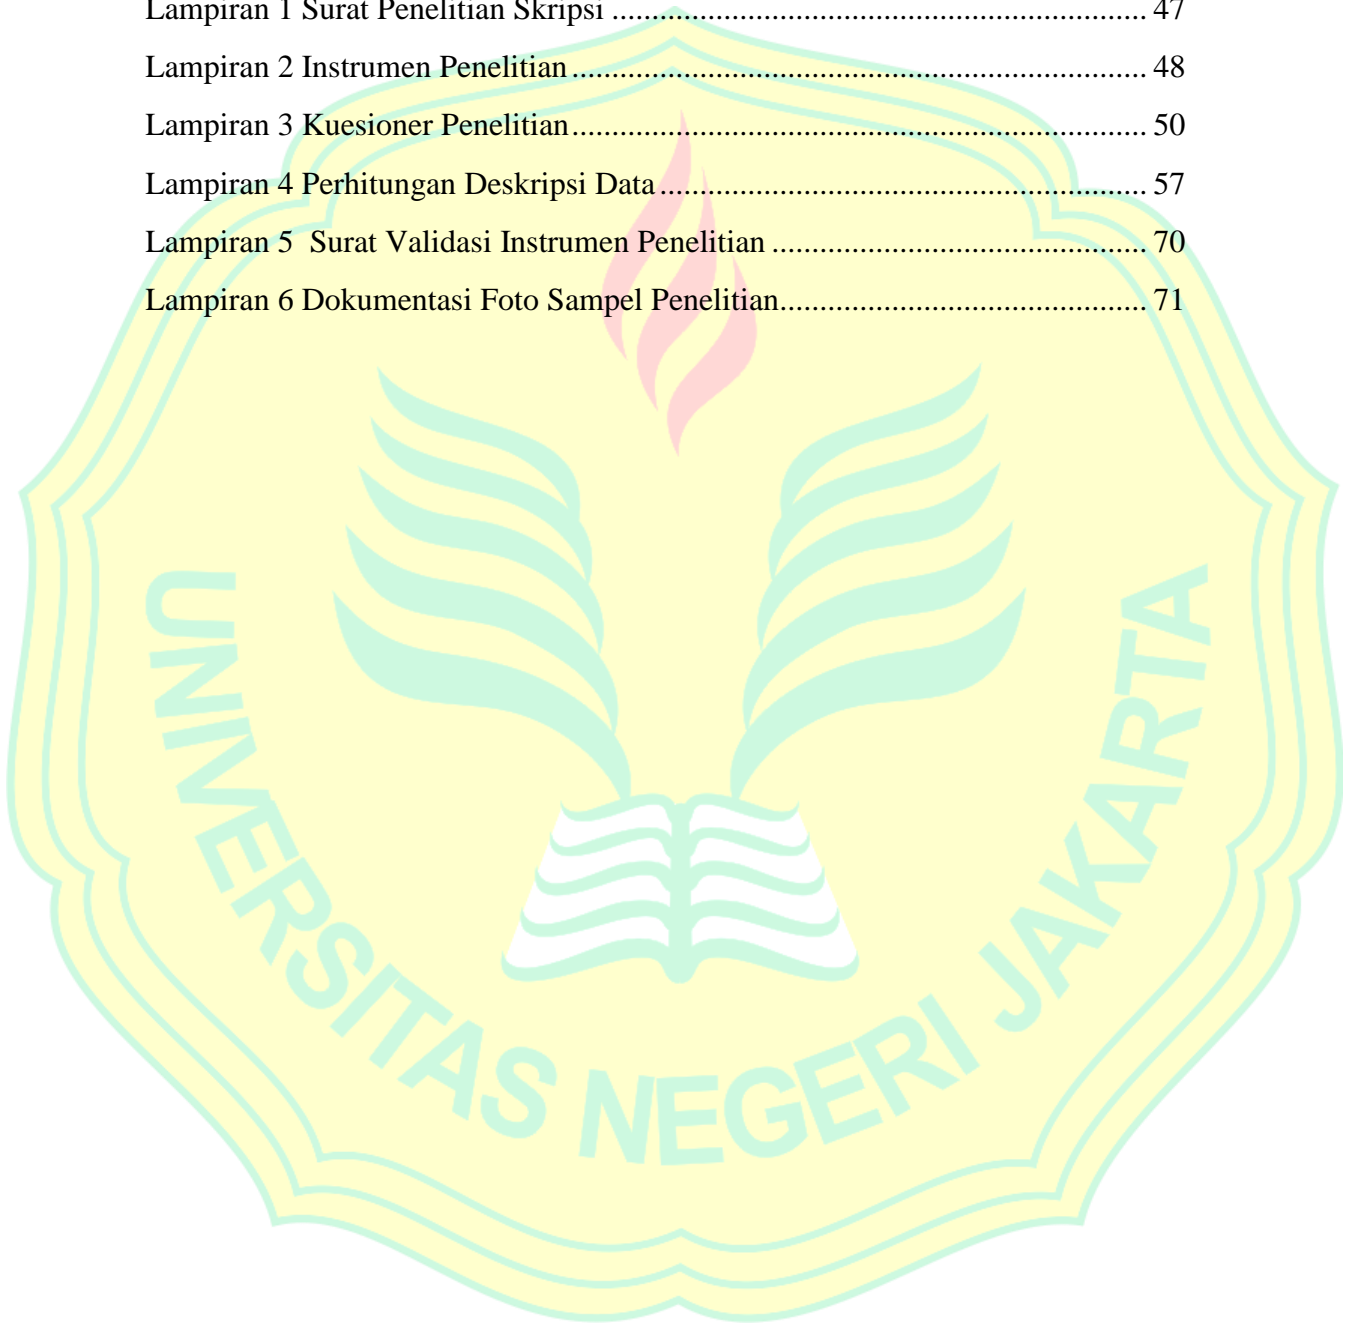 Lampiran 1 Surat Penelitian Skripsi .................................................................... 47
Lampiran 2 Instrumen Penelitian......................................................................... 48
Lampiran 3 Kuesioner Penelitian......................................................................... 50
Lampiran 4 Perhitungan Deskripsi Data.............................................................. 57
Lampiran 5  Surat Validasi Instrumen Penelitian ............................................... 70
Lampiran 6 Dokumentasi Foto Sampel Penelitian............................................... 71
UNIVERSITAS NEGERI JAKARTA